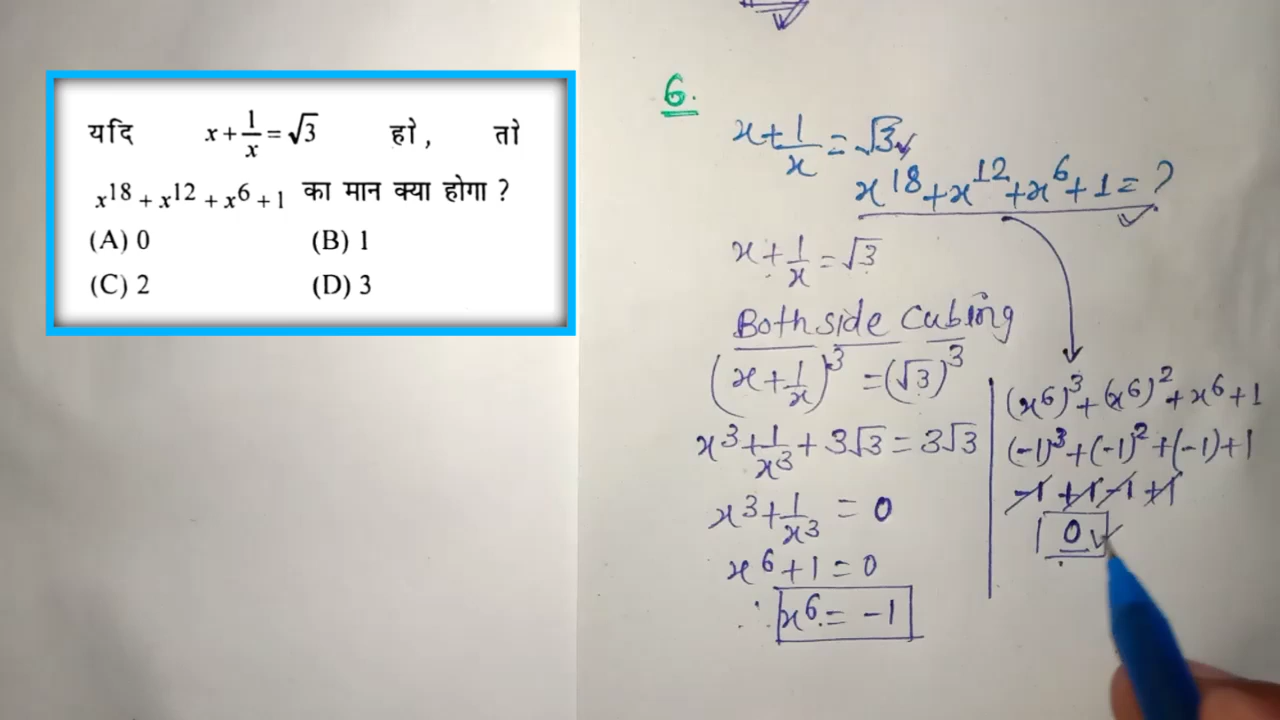 यदि x + 1/x = √3 हो, तो
x¹⁸ + x¹² + x⁶ + 1 का मान क्या होगा ?
(A) 0 (B) 1
(C) 2 (D) 3
6.
x + 1/x = √3
x¹⁸ + x¹² + x⁶ + 1 = ?
x + 1/x = √3
Both side Cubing
(x + 1/x)³ = (√3)³
x³ + 1/x³ + 3√3 = 3√3
x³ + 1/x³ = 0
x⁶ + 1 = 0
∴ x⁶ = -1
(x⁶)³ + (x⁶)² + x⁶ + 1
(-1)³ + (-1)² + (-1) + 1
-1 + 1 - 1 + 1
0